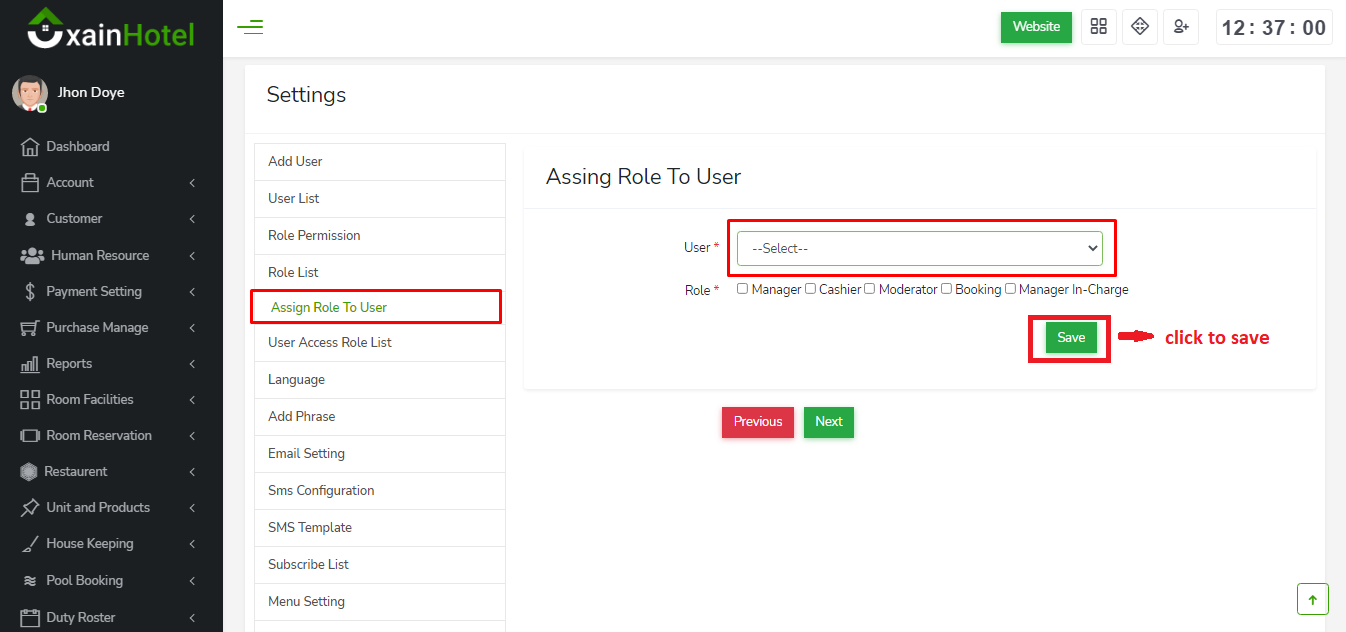 xainHotel
Website
12 : 37 : 00
Jhon Doye
Dashboard
Account
Customer
Human Resource
Payment Setting
Purchase Manage
Reports
Room Facilities
Room Reservation
Restaurent
Unit and Products
House Keeping
Pool Booking
Duty Roster
Settings
Add User
User List
Role Permission
Role List
Assign Role To User
User Access Role List
Language
Add Phrase
Email Setting
Sms Configuration
SMS Template
Subscribe List
Menu Setting
Assing Role To User
User * --Select--
Role * Manager Cashier Moderator Booking Manager In-Charge
Save click to save
Previous Next